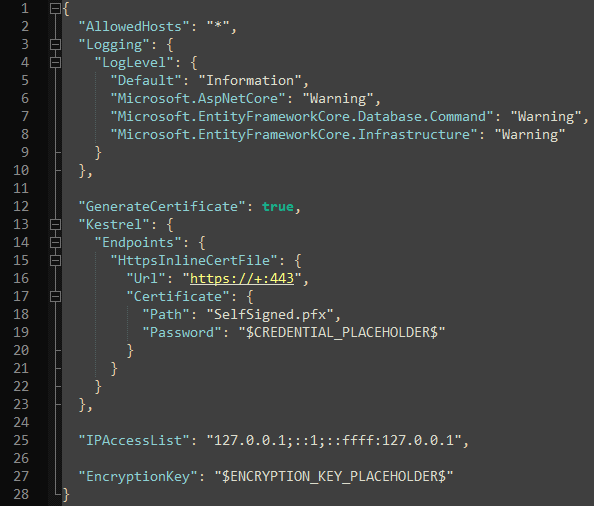 1 {
2 "AllowedHosts": "*",
3 "Logging": {
4 "LogLevel": {
5 "Default": "Information",
6 "Microsoft.AspNetCore": "Warning",
7 "Microsoft.EntityFrameworkCore.Database.Command": "Warning",
8 "Microsoft.EntityFrameworkCore.Infrastructure": "Warning"
9 }
10 },
11
12 "GenerateCertificate": true,
13 "Kestrel": {
14 "Endpoints": {
15 "HttpsInlineCertFile": {
16 "Url": "https://+:443",
17 "Certificate": {
18 "Path": "SelfSigned.pfx",
19 "Password": "$CREDENTIAL_PLACEHOLDER$"
20 }
21 }
22 }
23 },
24
25 "IPAccessList": "127.0.0.1;::1;::ffff:127.0.0.1",
26
27 "EncryptionKey": "$ENCRYPTION_KEY_PLACEHOLDER$"
28 }